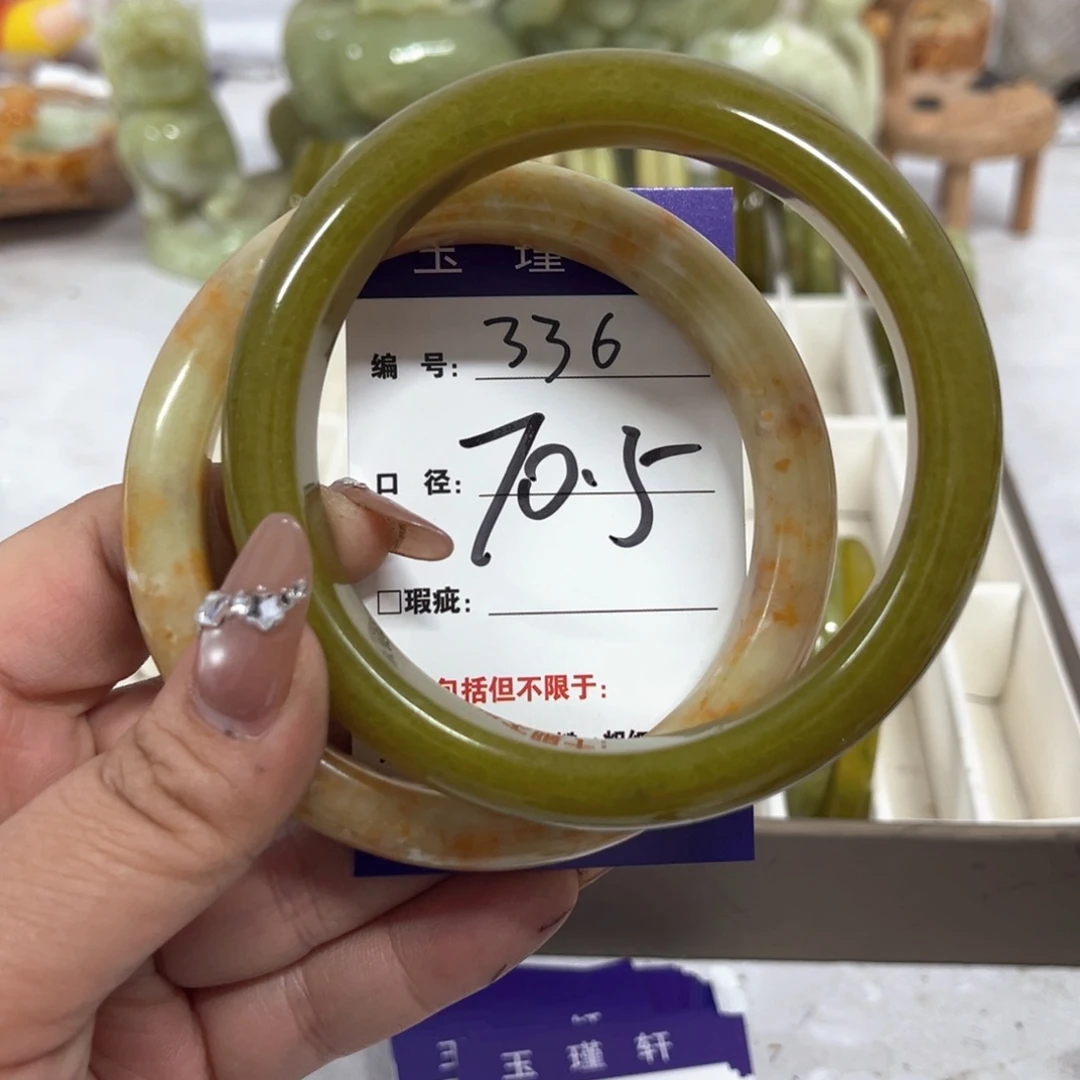 玉 瑾
编 号: 336
口 径: 70.5
□瑕疵:
包括但不限于:
玉 瑾 轩